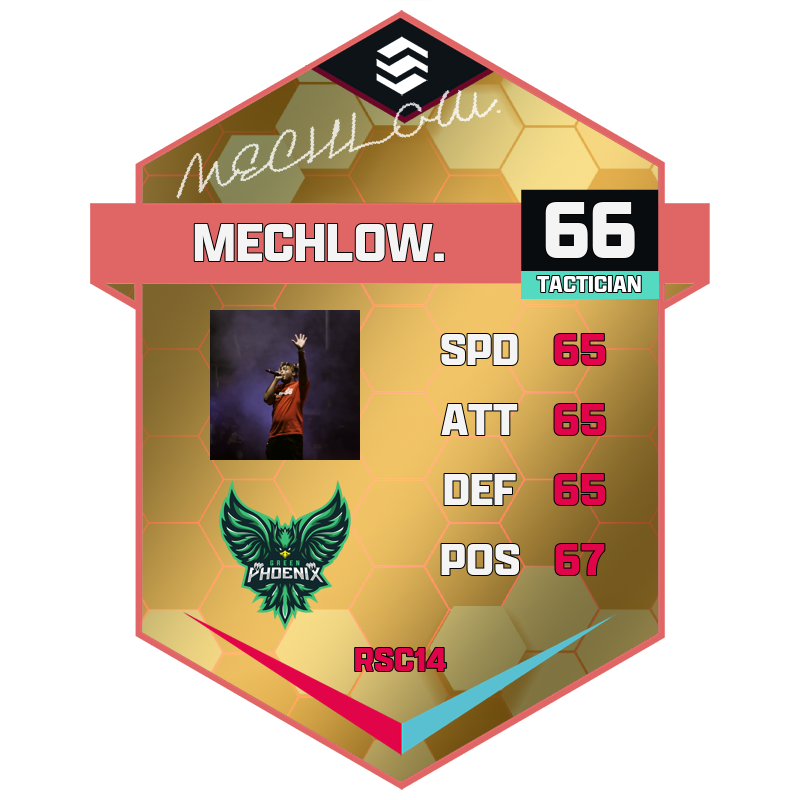 MECHLOW.
MECHLOW.
66
TACTICIAN
SPD 65
ATT 65
DEF 65
POS 67
GREEN
PHOENIX
RSC14